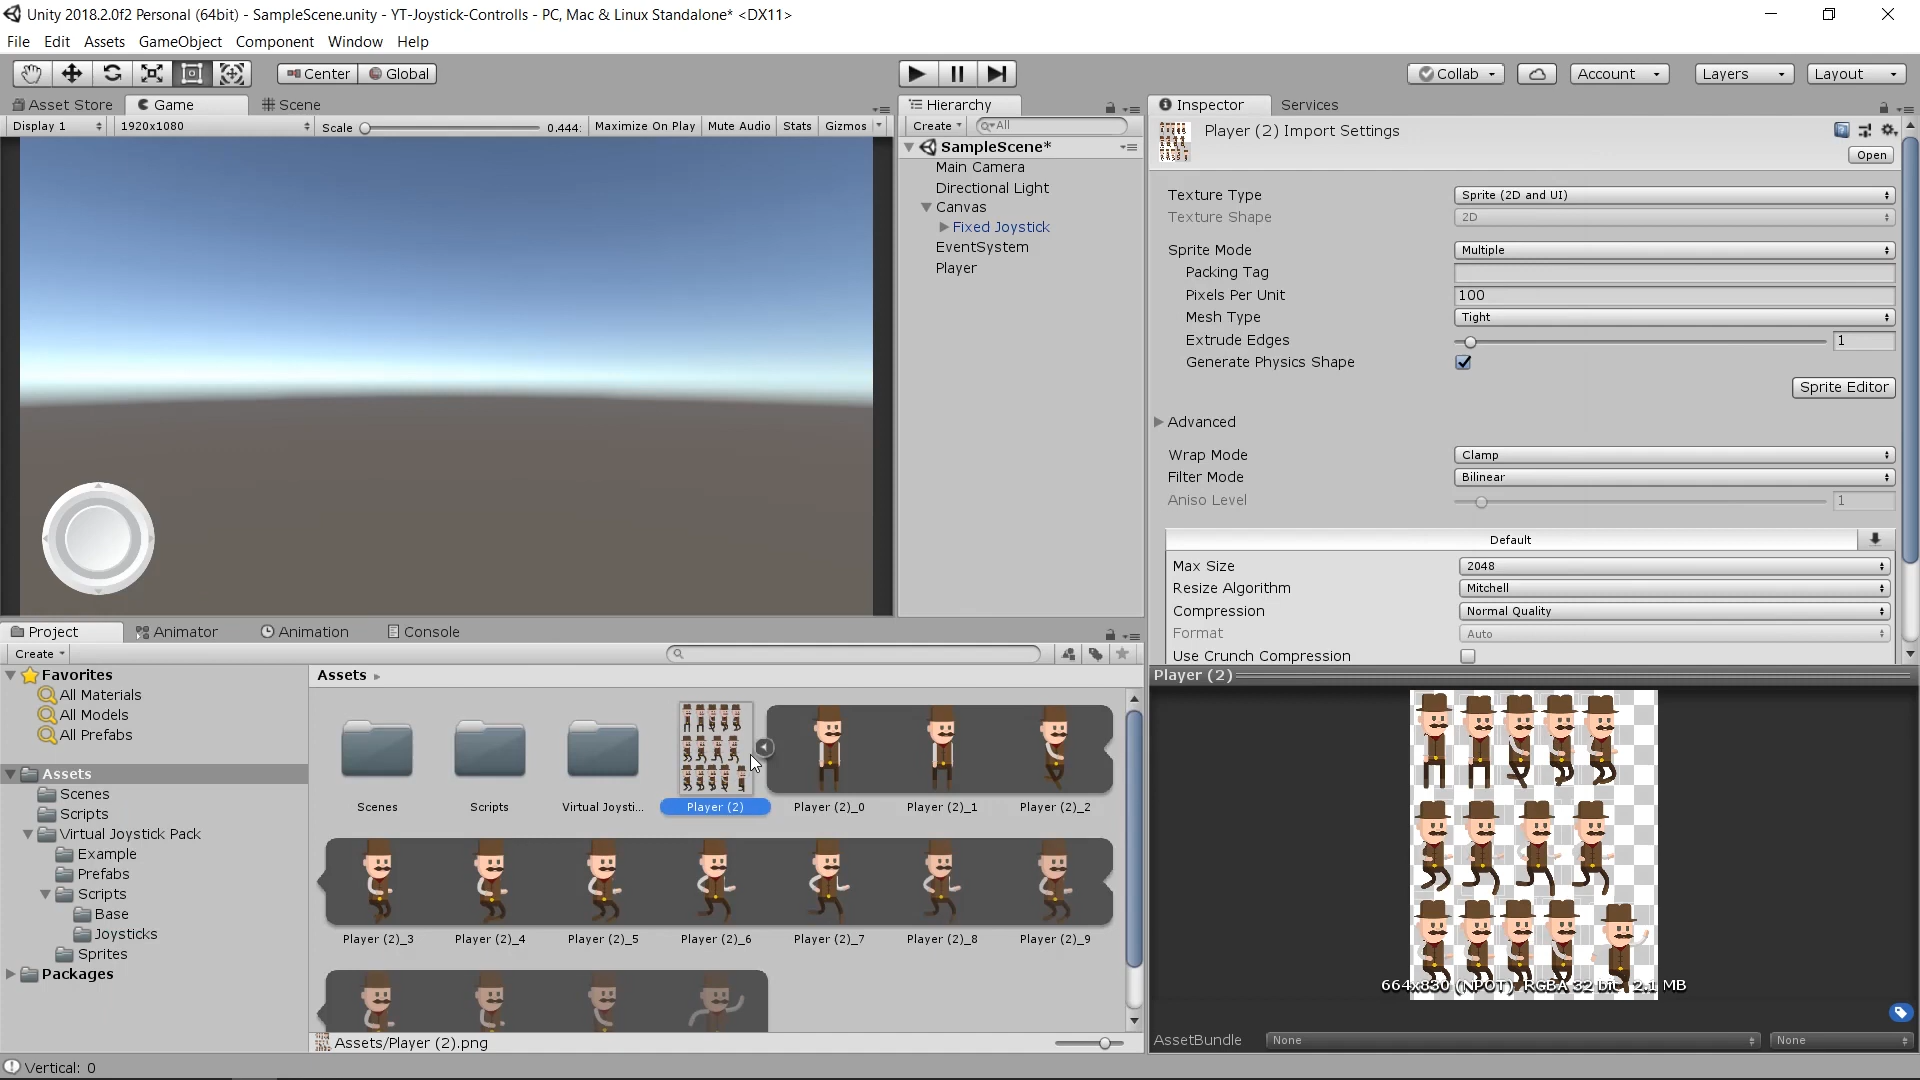 Unity 2018.2.0f2 Personal (64bit) - SampleScene.unity - YT-Joystick-Controlls - PC, Mac & Linux Standalone* <DX11>
File Edit Assets GameObject Component Window Help
Center Global Collab Account Layers Layout
Asset Store Game Scene
Display 1 1920x1080 Scale 0.444: Maximize On Play Mute Audio Stats Gizmos
Hierarchy
Create All
SampleScene*
Main Camera
Directional Light
Canvas
Fixed Joystick
EventSystem
Player
Inspector Services
Player (2) Import Settings
Open
Texture Type Sprite (2D and UI)
Texture Shape 2D
Sprite Mode Multiple
Packing Tag
Pixels Per Unit 100
Mesh Type Tight
Extrude Edges 1
Generate Physics Shape
Sprite Editor
Advanced
Wrap Mode Clamp
Filter Mode Bilinear
Aniso Level 1
Default
Max Size 2048
Resize Algorithm Mitchell
Compression Normal Quality
Format Auto
Use Crunch Compression
Project Animator Animation Console
Create
Favorites
All Materials
All Models
All Prefabs
Assets
Scenes
Scripts
Virtual Joystick Pack
Example
Prefabs
Scripts
Base
Joysticks
Sprites
Packages
Assets
Scenes Scripts Virtual Joysti... Player (2) Player (2)_0 Player (2)_1 Player (2)_2
Player (2)_3 Player (2)_4 Player (2)_5 Player (2)_6 Player (2)_7 Player (2)_8 Player (2)_9
Assets/Player (2).png
Player (2)
664x830 (NPOT) RGBA 32 bit 2.1 MB
AssetBundle None None
Vertical: 0